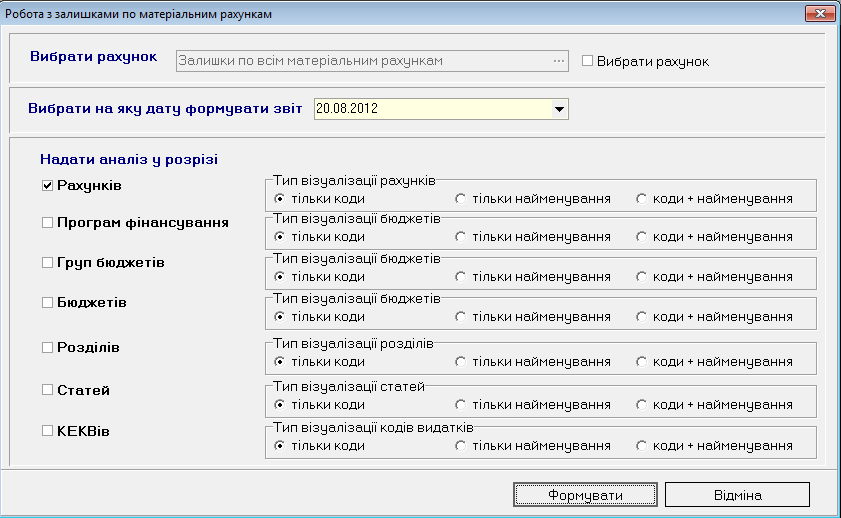 Робота з залишками по матеріальним рахункам
Вибрати рахунок Залишки по всім матеріальним рахункам ... Вибрати рахунок
Вибрати на яку дату формувати звіт 20.08.2012
Надати аналіз у розрізі
Рахунків
Тип візуалізації рахунків
тільки коди тільки найменування коди + найменування
Програм фінансування
Тип візуалізації бюджетів
тільки коди тільки найменування коди + найменування
Груп бюджетів
Тип візуалізації бюджетів
тільки коди тільки найменування коди + найменування
Бюджетів
Тип візуалізації бюджетів
тільки коди тільки найменування коди + найменування
Розділів
Тип візуалізації розділів
тільки коди тільки найменування коди + найменування
Статей
Тип візуалізації статей
тільки коди тільки найменування коди + найменування
КЕКВів
Тип візуалізації кодів видатків
тільки коди тільки найменування коди + найменування
Формувати Відміна